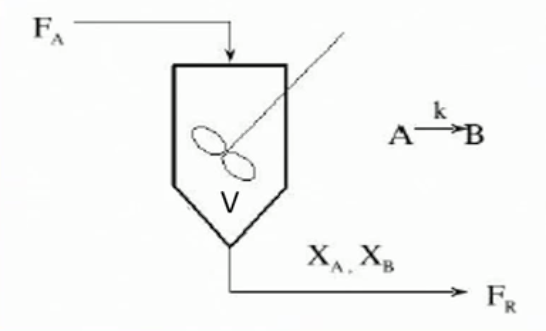 F_A
A k B
V
X_A, X_B
F_R